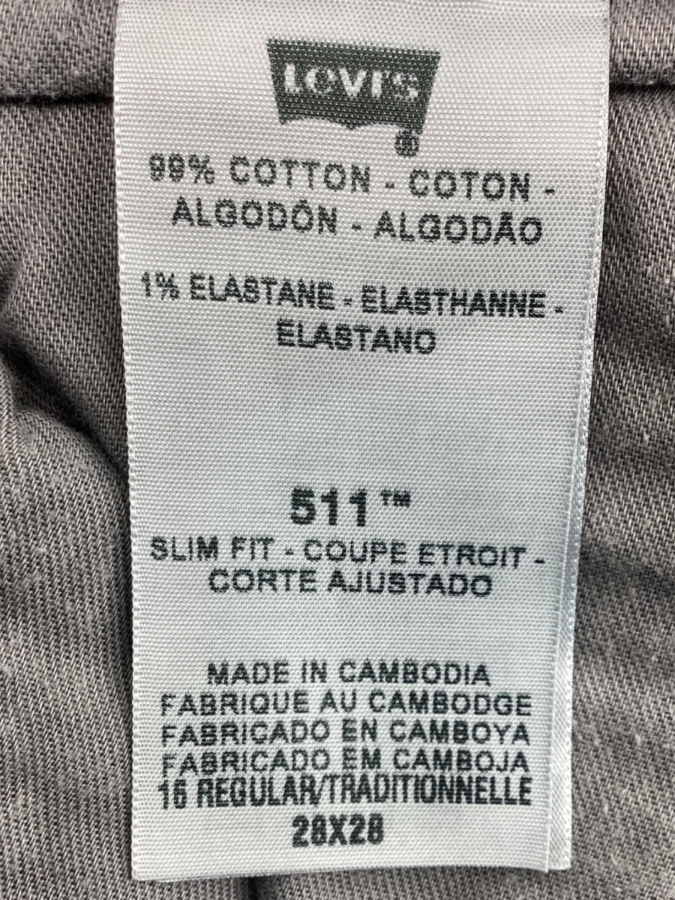 LEVI'S
99% COTTON - COTON -
ALGODÓN - ALGODÃO
1% ELASTANE - ELASTHANNE -
ELASTANO
511™
SLIM FIT - COUPE ETROIT -
CORTE AJUSTADO
MADE IN CAMBODIA
FABRIQUE AU CAMBODGE
FABRICADO EN CAMBOYA
FABRICADO EM CAMBOJA
16 REGULAR/TRADITIONNELLE
28X28